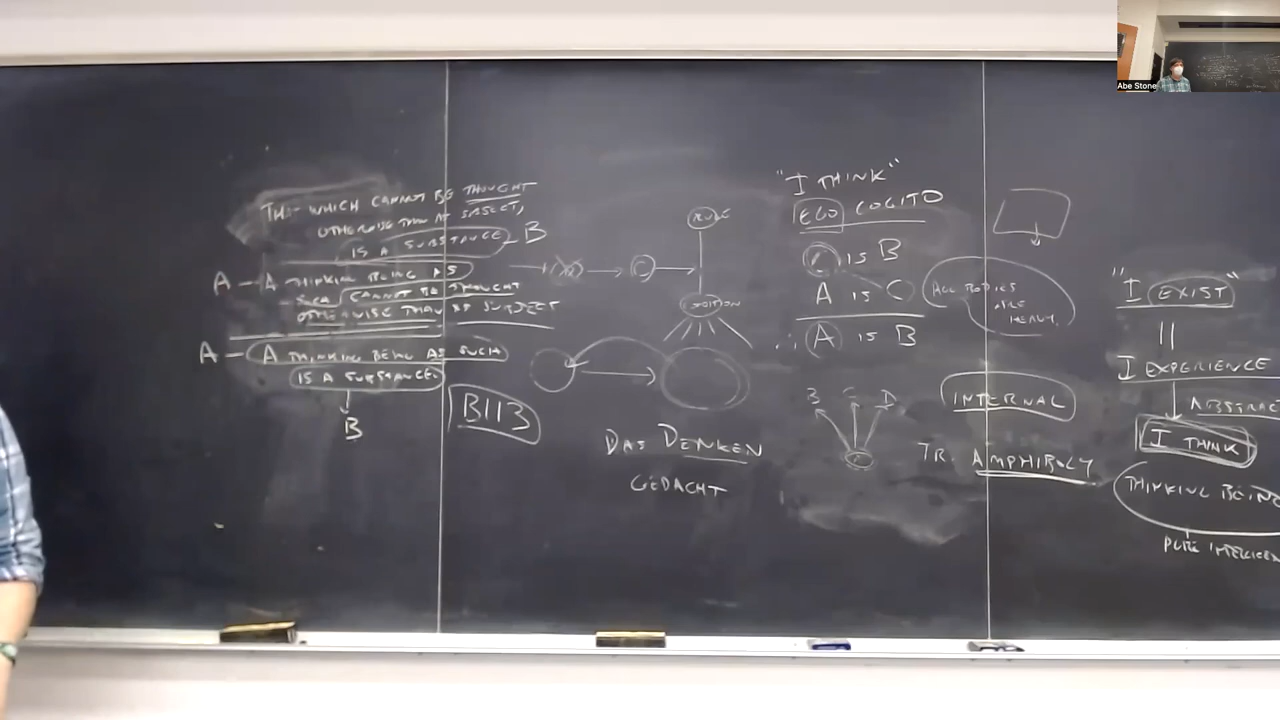 THAT WHICH CANNOT BE THOUGHT
OTHERWISE THAN AS SUBJECT,
IS A SUBSTANCE - B
A - A THINKING BEING AS
SUCH CANNOT BE THOUGHT
OTHERWISE THAN AS SUBJECT
A - A THINKING BEING AS SUCH
IS A SUBSTANCE
B
B113
RULE
C
DAS DENKEN
GEDACHT
"I THINK"
EGO COGITO
C IS B
A IS C
∴ A IS B
B C D
ALL BODIES
ARE
HEAVY
INTERNAL
TR. AMPHIBOLY
"I EXIST"
||
I EXPERIENCE
ABSTRAC
I THINK
THINKING BEING
PURE
Abe Stone